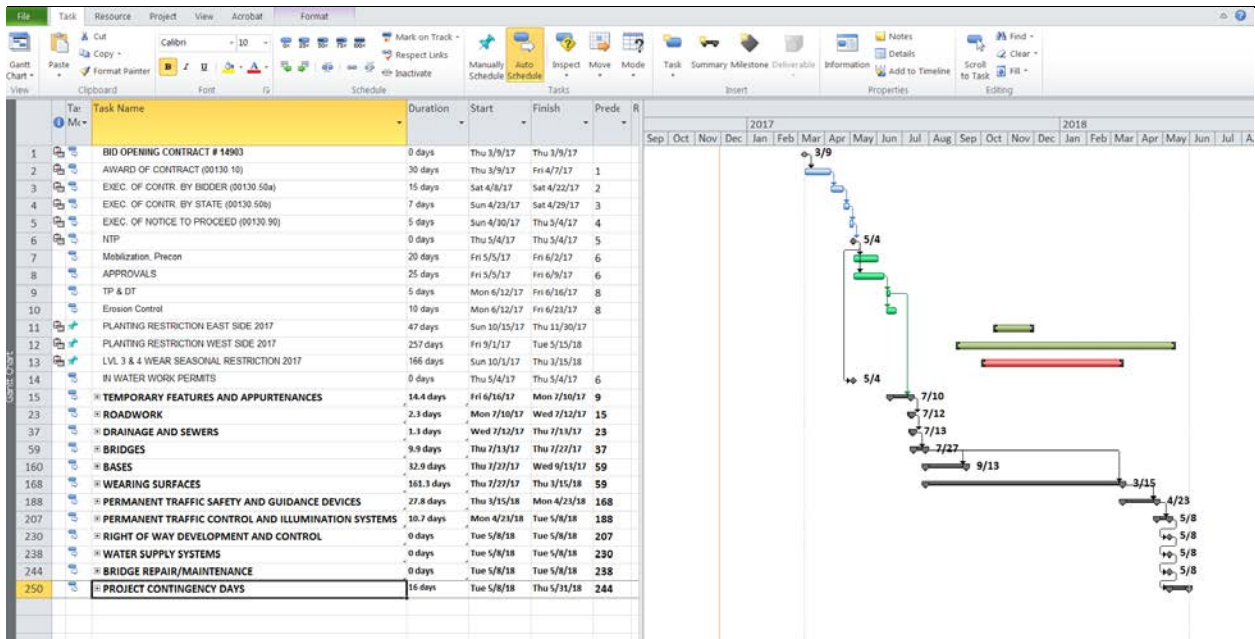 File Task Resource Project View Acrobat Format
Gantt Chart
View
Paste
Cut
Copy
Format Painter
Clipboard
Calibri 10
B I U
Font
Mark on Track
Respect Links
Inactivate
Schedule
Manually Schedule
Auto Schedule
Inspect Move Mode
Tasks
Task Summary Milestone Deliverable
Insert
Information
Notes
Details
Add to Timeline
Properties
Scroll to Task
Find
Clear
Fill
Editing
Task Name Duration Start Finish Prede R
2017 2018
Sep Oct Nov Dec Jan Feb Mar Apr May Jun Jul Aug Sep Oct Nov Dec Jan Feb Mar Apr May Jun Jul A
1 BID OPENING CONTRACT # 14903 0 days Thu 3/9/17 Thu 3/9/17 3/9
2 AWARD OF CONTRACT (00130.10) 30 days Thu 3/9/17 Fri 4/7/17 1
3 EXEC. OF CONTR. BY BIDDER (00130.50a) 15 days Sat 4/8/17 Sat 4/22/17 2
4 EXEC. OF CONTR. BY STATE (00130.50b) 7 days Sun 4/23/17 Sat 4/29/17 3
5 EXEC. OF NOTICE TO PROCEED (00130.90) 5 days Sun 4/30/17 Thu 5/4/17 4
6 NTP 0 days Thu 5/4/17 Thu 5/4/17 5 5/4
7 Mobilization, Precon 20 days Fri 5/5/17 Fri 6/2/17 6
8 APPROVALS 25 days Fri 5/5/17 Fri 6/9/17 6
9 TP & DT 5 days Mon 6/12/17 Fri 6/16/17 8
10 Erosion Control 10 days Mon 6/12/17 Fri 6/23/17 8
11 PLANTING RESTRICTION EAST SIDE 2017 47 days Sun 10/15/17 Thu 11/30/17
12 PLANTING RESTRICTION WEST SIDE 2017 257 days Fri 9/1/17 Tue 5/15/18
13 LVL 3 & 4 WEAR SEASONAL RESTRICTION 2017 166 days Sun 10/1/17 Thu 3/15/18
14 IN WATER WORK PERMITS 0 days Thu 5/4/17 Thu 5/4/17 6 5/4
15 TEMPORARY FEATURES AND APPURTENANCES 14.4 days Fri 6/16/17 Mon 7/10/17 9 7/10
23 ROADWORK 2.3 days Mon 7/10/17 Wed 7/12/17 15 7/12
37 DRAINAGE AND SEWERS 1.3 days Wed 7/12/17 Thu 7/13/17 23 7/13
59 BRIDGES 9.9 days Thu 7/13/17 Thu 7/27/17 37 7/27
160 BASES 32.9 days Thu 7/27/17 Wed 9/13/17 59 9/13
168 WEARING SURFACES 161.3 days Thu 7/27/17 Thu 3/15/18 59 3/15
188 PERMANENT TRAFFIC SAFETY AND GUIDANCE DEVICES 27.8 days Thu 3/15/18 Mon 4/23/18 168 4/23
207 PERMANENT TRAFFIC CONTROL AND ILLUMINATION SYSTEMS 10.7 days Mon 4/23/18 Tue 5/8/18 188 5/8
230 RIGHT OF WAY DEVELOPMENT AND CONTROL 0 days Tue 5/8/18 Tue 5/8/18 207 5/8
238 WATER SUPPLY SYSTEMS 0 days Tue 5/8/18 Tue 5/8/18 230 5/8
244 BRIDGE REPAIR/MAINTENANCE 0 days Tue 5/8/18 Tue 5/8/18 238 5/8
250 PROJECT CONTINGENCY DAYS 16 days Tue 5/8/18 Thu 5/31/18 244
Gantt Chart